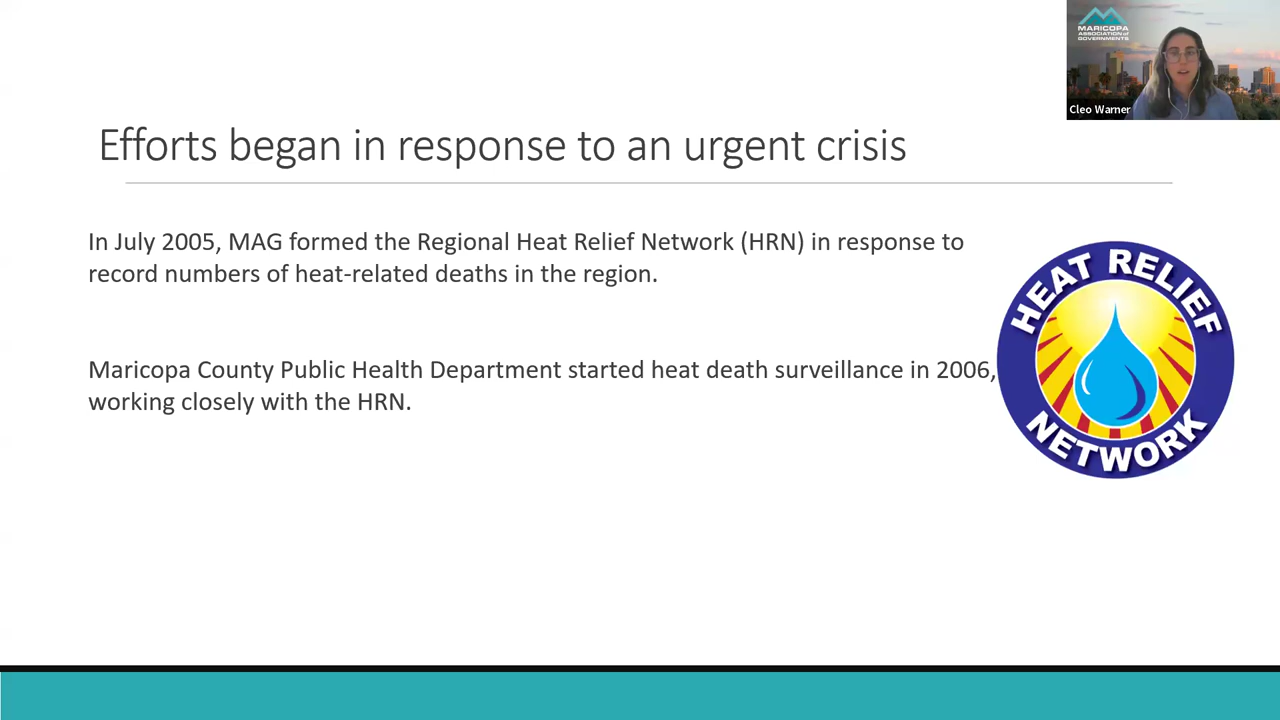 MARICOPA
ASSOCIATION of
GOVERNMENTS
Cleo Warner
Efforts began in response to an urgent crisis
In July 2005, MAG formed the Regional Heat Relief Network (HRN) in response to
record numbers of heat-related deaths in the region.
Maricopa County Public Health Department started heat death surveillance in 2006,
working closely with the HRN.
HEAT RELIEF
NETWORK